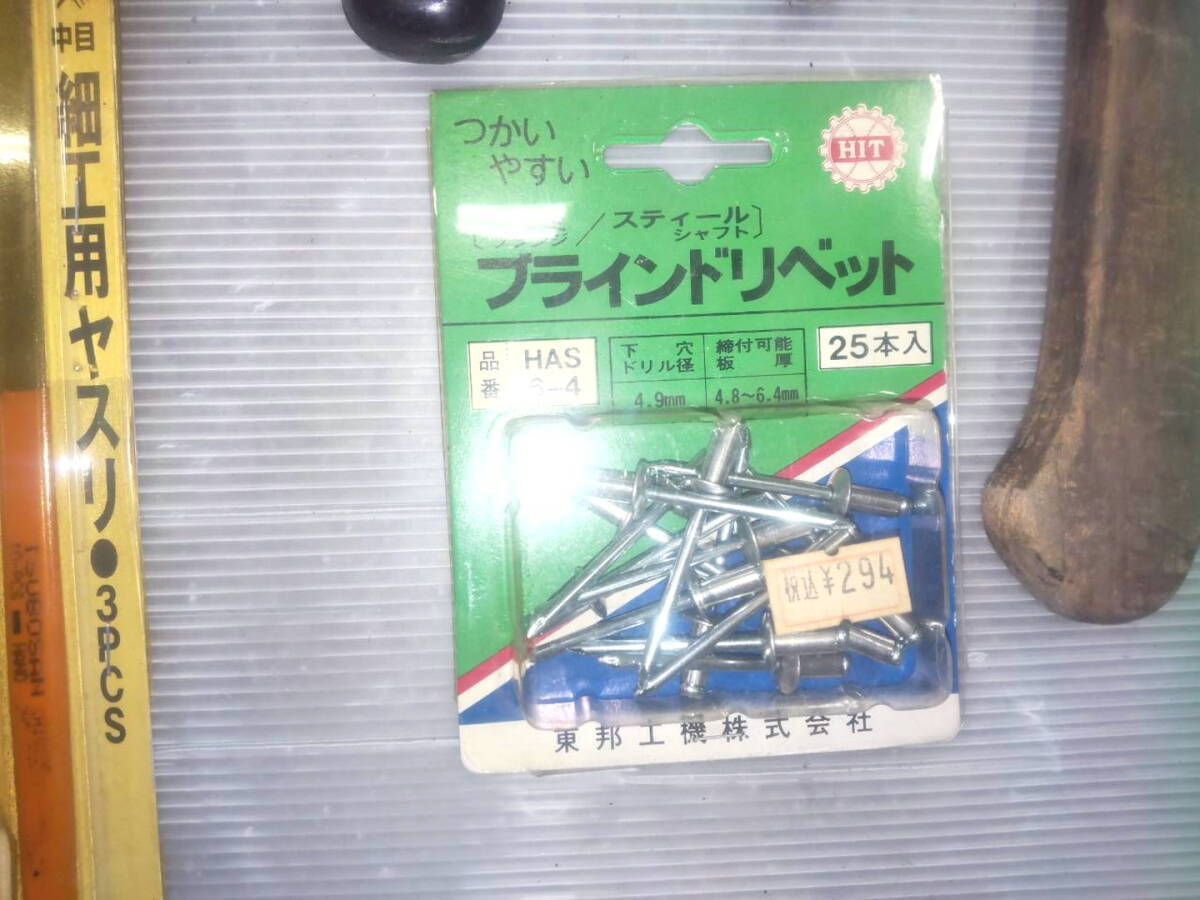 中目
細工用ヤスリ●3PCS
つかい
やすい
HIT
スティール
シャフト
ブラインドリベット
品番 HAS 6-4
下穴ドリル径 4.9mm
締付可能板厚 4.8～6.4mm
25本入
税込¥294
東邦工機株式会社